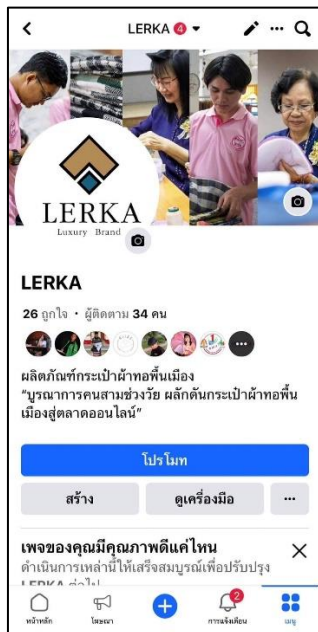 LERKA 4
LERKA
Luxury Brand
LERKA
26 ถูกใจ • ผู้ติดตาม 34 คน
ผลิตภัณฑ์กระเป๋าผ้าทอพื้นเมือง
“บูรณาการคนสามช่วงวัย ผลักดันกระเป๋าผ้าทอพื้น
เมืองสู่ตลาดออนไลน์”
โปรโมท
สร้าง
ดูเครื่องมือ
เพจของคุณมีคุณภาพดีแค่ไหน
ดำเนินการเหล่านี้ให้เสร็จสมบูรณ์เพื่อปรับปรุง
LERKA ต่อไป
2
หน้าหลัก
โฆษณา
การแจ้งเตือน
เมนู